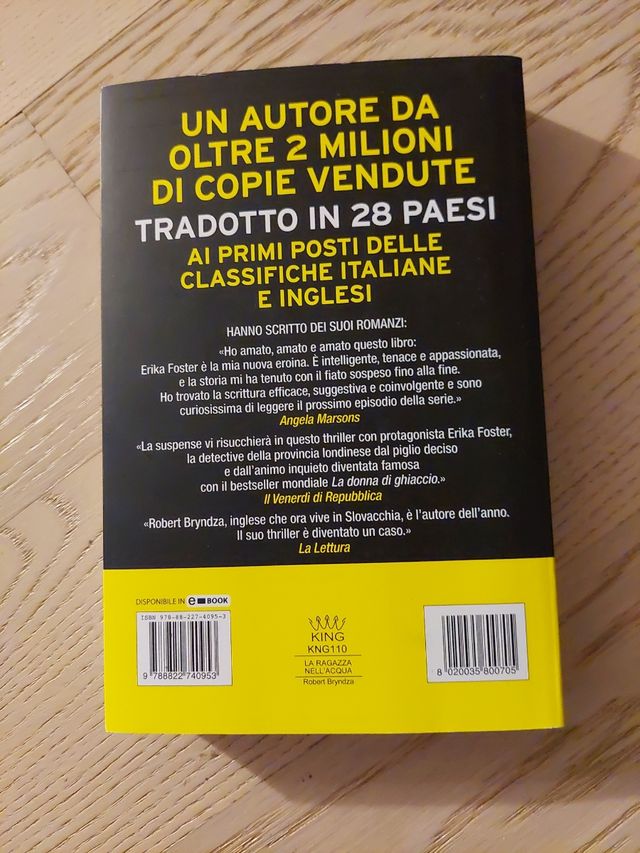 UN AUTORE DA
OLTRE 2 MILIONI
DI COPIE VENDUTE
TRADOTTO IN 28 PAESI
AI PRIMI POSTI DELLE
CLASSIFICHE ITALIANE
E INGLESI
HANNO SCRITTO DEI SUOI ROMANZI:
«Ho amato, amato e amato questo libro:
Erika Foster è la mia nuova eroina. È intelligente, tenace e appassionata,
e la storia mi ha tenuto con il fiato sospeso fino alla fine.
Ho trovato la scrittura efficace, suggestiva e coinvolgente e sono
curiosissima di leggere il prossimo episodio della serie.»
Angela Marsons
«La suspense vi risucchierà in questo thriller con protagonista Erika Foster,
la detective della provincia londinese dal piglio deciso
e dall'animo inquieto diventata famosa
con il bestseller mondiale La donna di ghiaccio.»
Il Venerdì di Repubblica
«Robert Bryndza, inglese che ora vive in Slovacchia, è l'autore dell'anno.
Il suo thriller è diventato un caso.»
La Lettura
DISPONIBILE IN e BOOK
ISBN 978-88-227-4095-3
9 788822 740953
KING
KNG110
LA RAGAZZA
NELL'ACQUA
Robert Bryndza
8 020035 800705